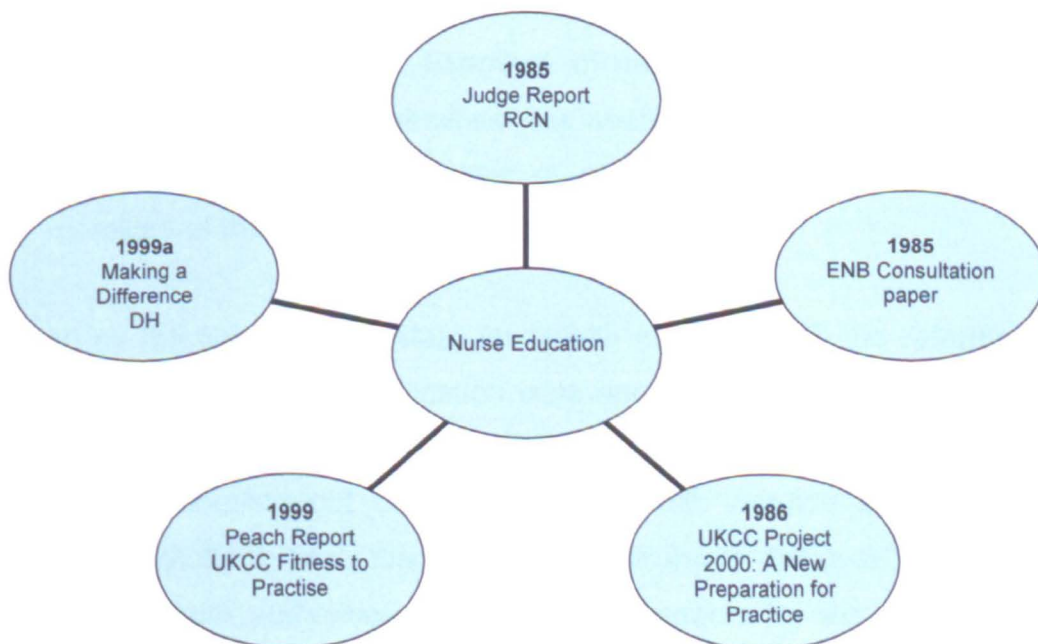 1985
Judge Report
RCN
1985
ENB Consultation
paper
1986
UKCC Project
2000: A New
Preparation for
Practice
1999
Peach Report
UKCC Fitness to
Practise
1999a
Making a
Difference
DH
Nurse Education